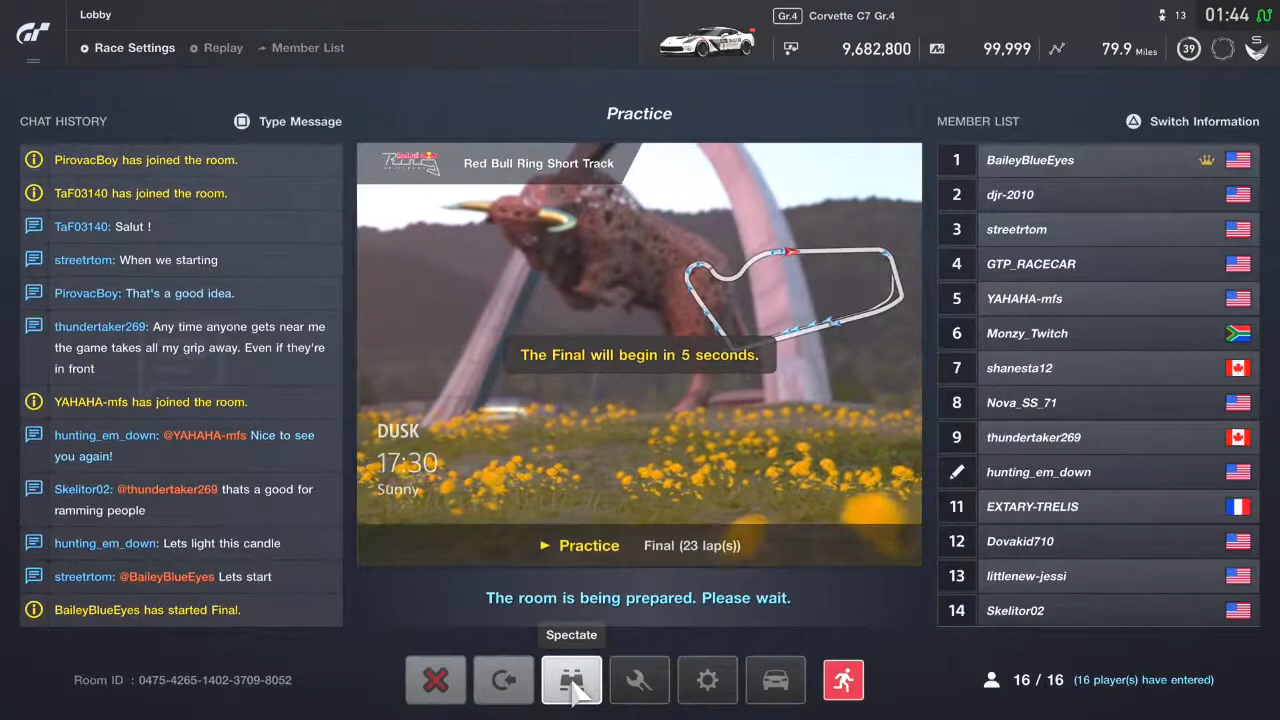 Lobby
Gr.4 Corvette C7 Gr.4
13 01:44
Race Settings Replay Member List
9,682,800 99,999 79.9 Miles 39 S
CHAT HISTORY Type Message
Practice
MEMBER LIST Switch Information
PirovacBoy has joined the room.
TaF03140 has joined the room.
TaF03140: Salut !
streetrtom: When we starting
PirovacBoy: That's a good idea.
thundertaker269: Any time anyone gets near me
the game takes all my grip away. Even if they're
in front
YAHAHA-mfs has joined the room.
hunting_em_down: @YAHAHA-mfs Nice to see
you again!
Skelitor02: @thundertaker269 thats a good for
ramming people
hunting_em_down: Lets light this candle
streetrtom: @BaileyBlueEyes Lets start
BaileyBlueEyes has started Final.
Red Bull Ring Short Track
The Final will begin in 5 seconds.
DUSK
17:30
Sunny
Practice Final (23 lap(s))
The room is being prepared. Please wait.
1 BaileyBlueEyes
2 djr-2010
3 streetrtom
4 GTP_RACECAR
5 YAHAHA-mfs
6 Monzy_Twitch
7 shanesta12
8 Nova_SS_71
9 thundertaker269
hunting_em_down
11 EXTARY-TRELIS
12 Dovakid710
13 littlenew-jessi
14 Skelitor02
Spectate
Room ID : 0475-4265-1402-3709-8052
16 / 16 (16 player(s) have entered)